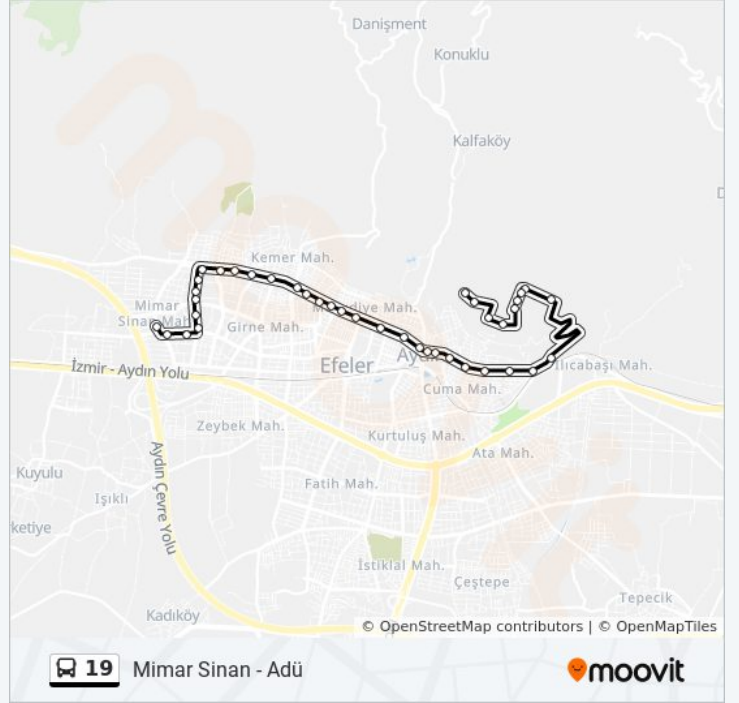 Danişment
Konuklu
Kalfaköy
Kemer Mah.
Mimar
Sinan Mah.
Girne Mah.
Efeler
Cuma Mah.
Ilıcabaşı Mah.
İzmir - Aydın Yolu
Zeybek Mah.
Kurtuluş Mah.
Ata Mah.
Kuyulu
Işıklı
Aydın Çevre Yolu
Fatih Mah.
İstiklal Mah.
Çeştepe
Tepecik
Kadıköy
© OpenStreetMap contributors | © OpenMapTiles
19 Mimar Sinan - Adü
moovit